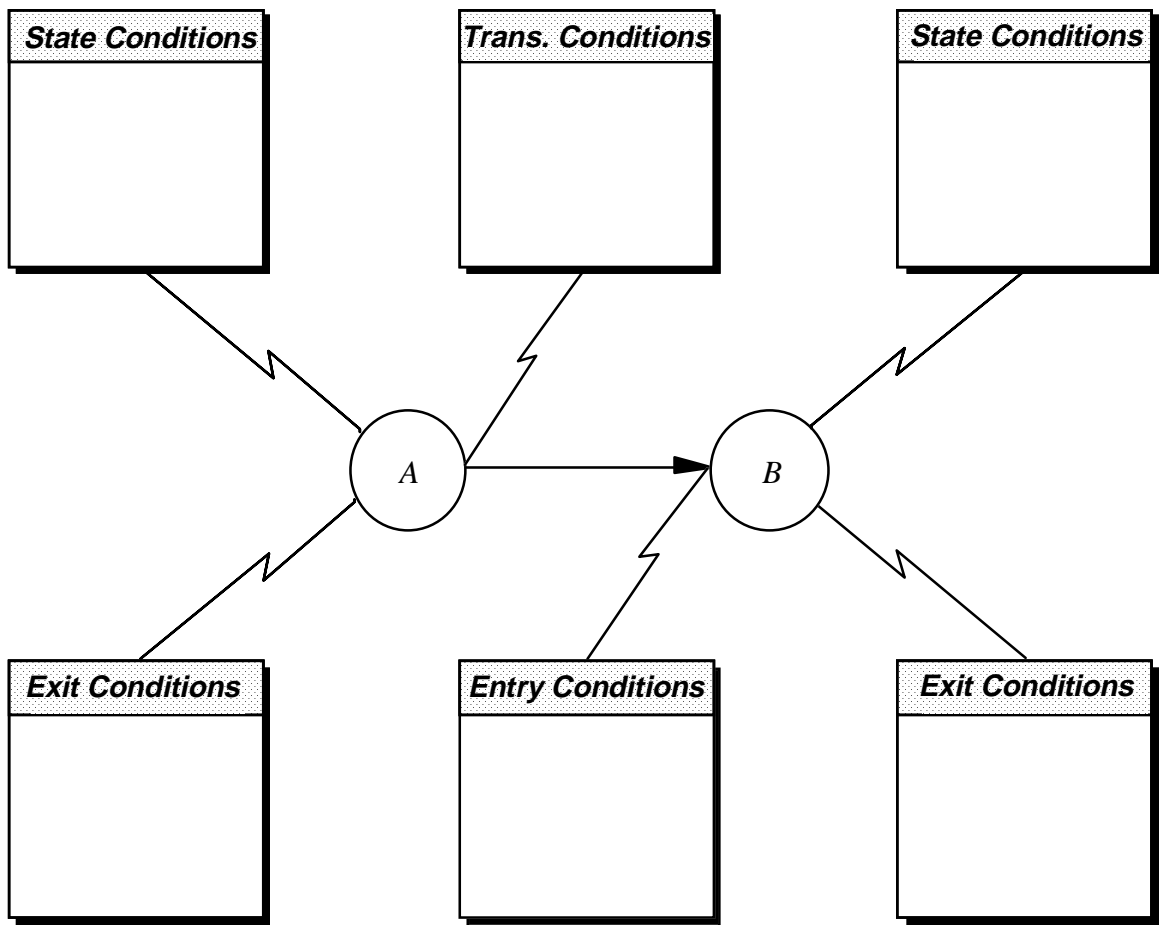 State Conditions
Trans. Conditions
State Conditions
A
B
Exit Conditions
Entry Conditions
Exit Conditions